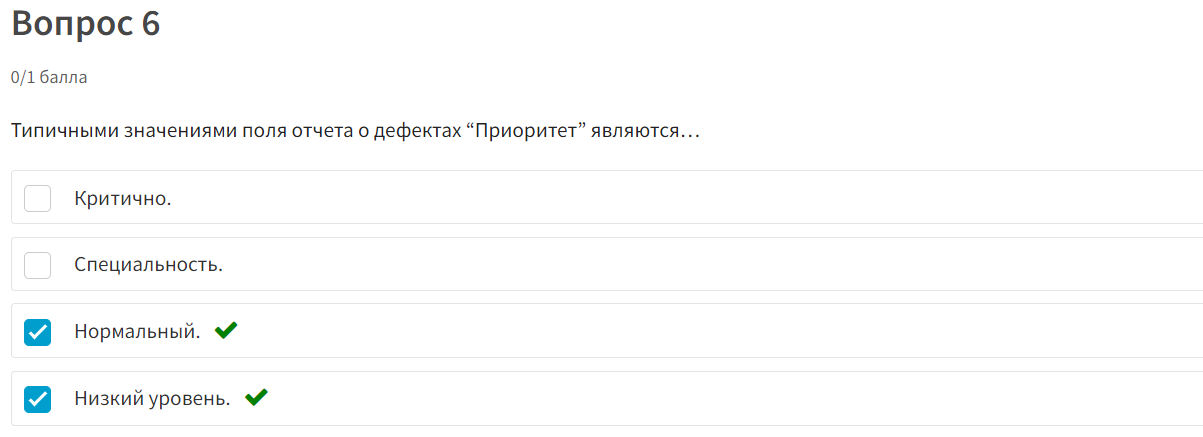 Вопрос 6
0/1 балла
Типичными значениями поля отчета о дефектах “Приоритет” являются…
Критично.
Специальность.
Нормальный.
Низкий уровень.